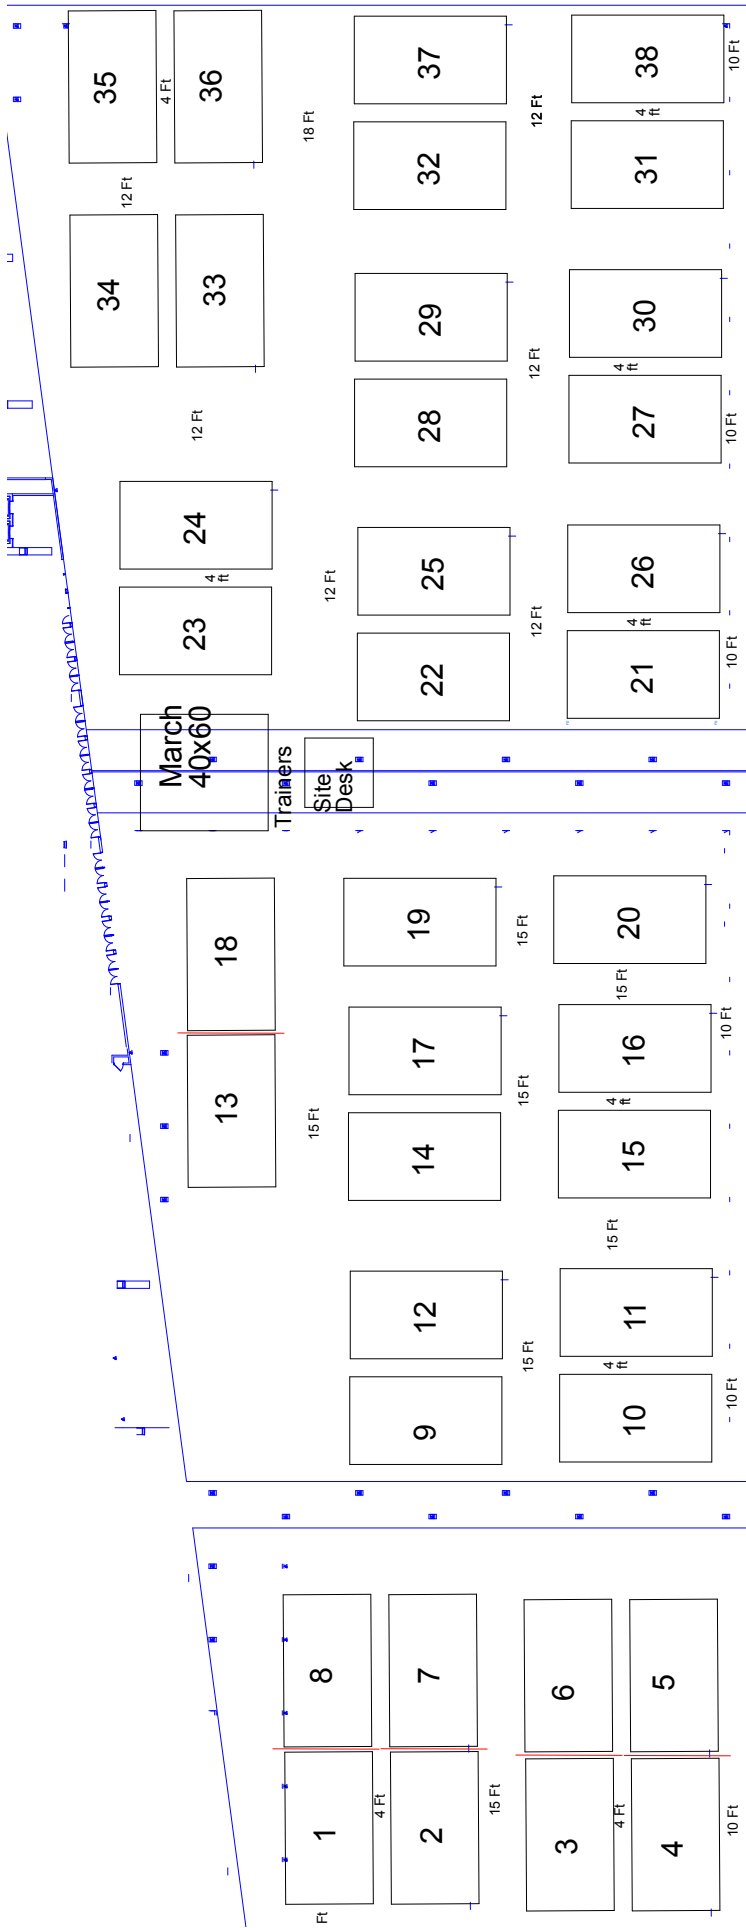 35
4 Ft
36
37
38
10 Ft
18 Ft
12 Ft
4
ft
12 Ft
32
31
34
33
29
30
12 Ft
4
ft
12 Ft
28
27
10 Ft
24
4
ft
23
12 Ft
25
26
12 Ft
4
ft
22
21
10 Ft
March
40x60
Trainers
Site
Desk
18
19
15 Ft
20
15 Ft
13
15 Ft
17
15 Ft
16
10 Ft
4
ft
14
15
15 Ft
12
15 Ft
11
4
ft
9
10
10 Ft
8
7
6
5
1
4 Ft
2
15 Ft
3
4 Ft
4
10 Ft
Ft